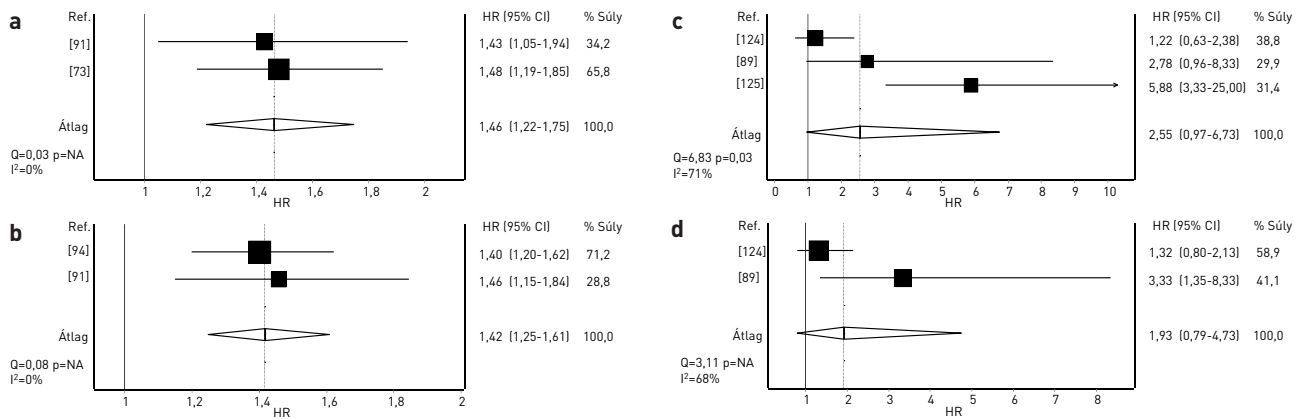 a
Ref. HR (95% CI) % Súly
[91] 1,43 (1,05-1,94) 34,2
[73] 1,48 (1,19-1,85) 65,8
Átlag 1,46 (1,22-1,75) 100,0
Q=0,03 p=NA
I²=0%
1 1,2 1,4 1,6 1,8 2
HR
b
Ref. HR (95% CI) % Súly
[94] 1,40 (1,20-1,62) 71,2
[91] 1,46 (1,15-1,84) 28,8
Átlag 1,42 (1,25-1,61) 100,0
Q=0,08 p=NA
I²=0%
1 1,2 1,4 1,6 1,8 2
HR
c
Ref. HR (95% CI) % Súly
[124] 1,22 (0,63-2,38) 38,8
[89] 2,78 (0,96-8,33) 29,9
[125] 5,88 (3,33-25,00) 31,4
Átlag 2,55 (0,97-6,73) 100,0
Q=6,83 p=0,03
I²=71%
0 1 2 3 4 5 6 7 8 9 10
HR
d
Ref. HR (95% CI) % Súly
[124] 1,32 (0,80-2,13) 58,9
[89] 3,33 (1,35-8,33) 41,1
Átlag 1,93 (0,79-4,73) 100,0
Q=3,11 p=NA
I²=68%
0 1 2 3 4 5 6 7 8
HR